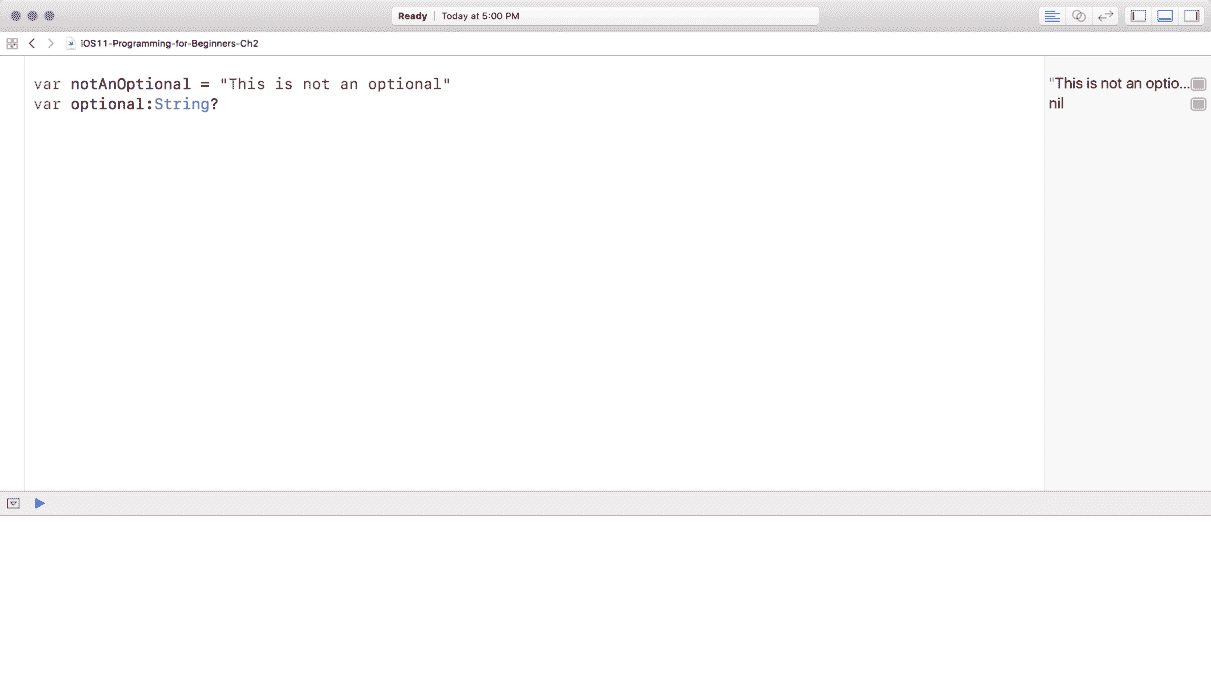 Ready | Today at 5:00 PM
iOS11-Programming-for-Beginners-Ch2
var notAnOptional = "This is not an optional"
"This is not an optio...
var optional:String?
nil